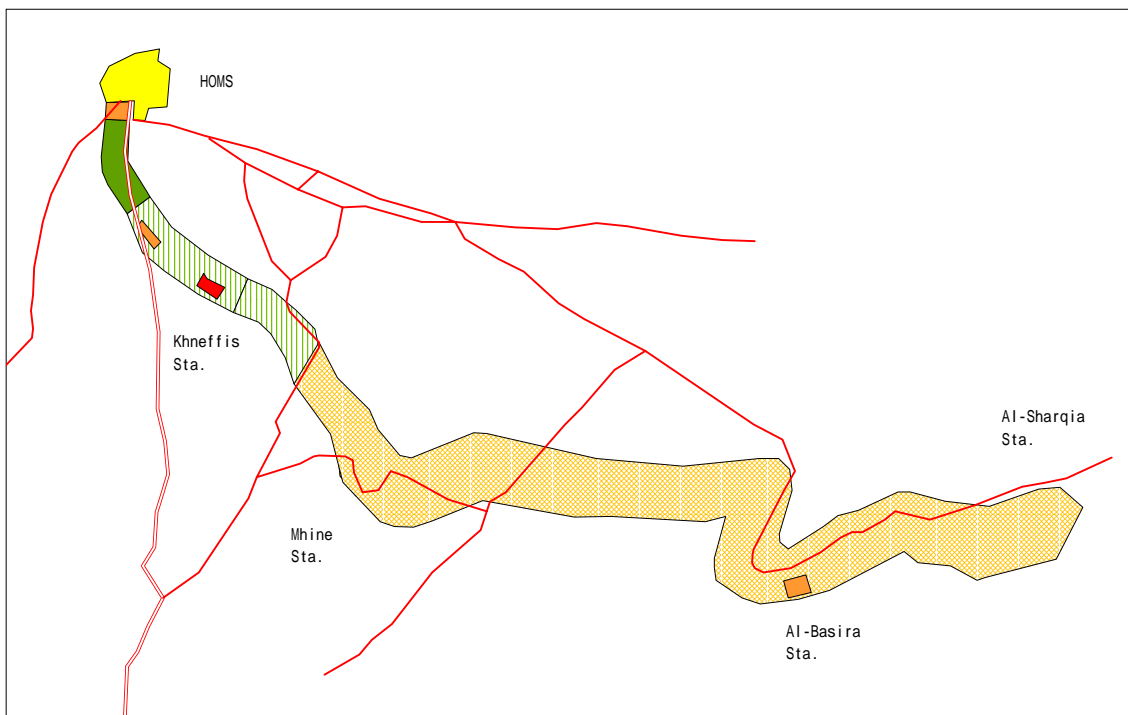 HOMS
Khneffis
Sta.
Al-Sharqia
Sta.
Mhine
Sta.
Al-Basira
Sta.